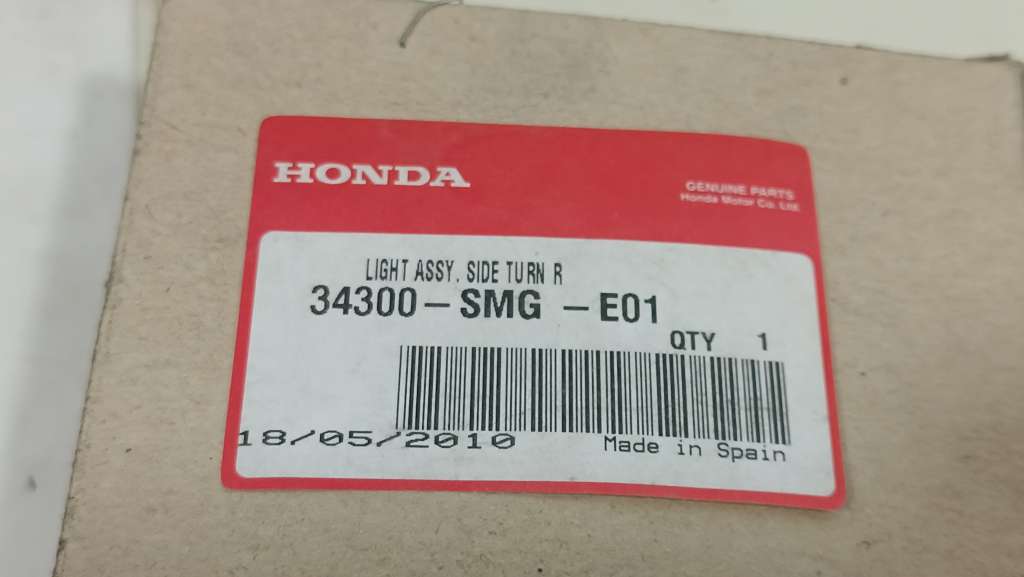 HONDA
GENUINE PARTS
Honda Motor Co. Ltd.
LIGHT ASSY. SIDE TURN R
34300-SMG -E01
QTY 1
18/05/2010
Made in Spain